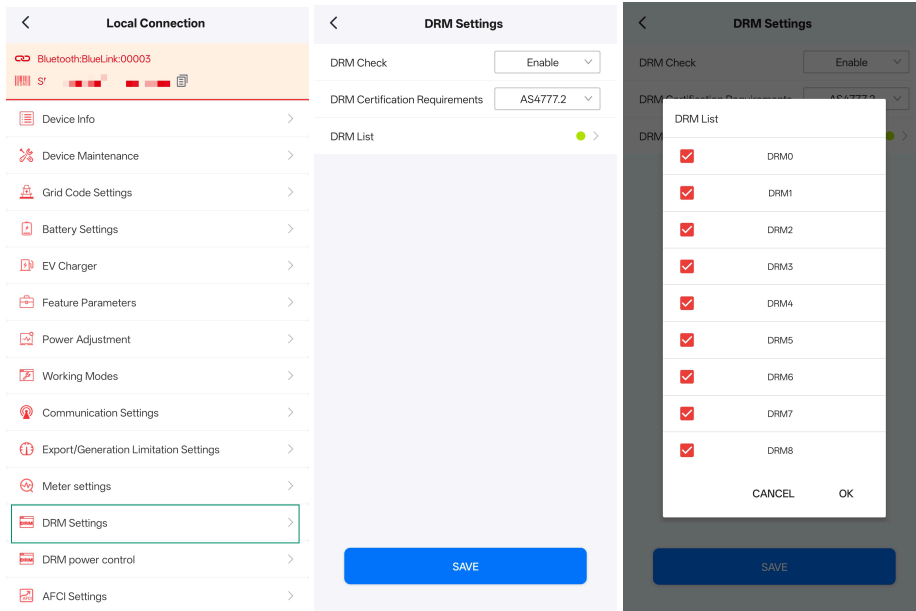 Local Connection
Bluetooth:BlueLink:00003
Device Info
Device Maintenance
Grid Code Settings
Battery Settings
EV Charger
Feature Parameters
Power Adjustment
Working Modes
Communication Settings
Export/Generation Limitation Settings
Meter settings
DRM Settings
DRM power control
AFCI Settings
DRM Settings
DRM Check
Enable
DRM Certification Requirements
AS4777.2
DRM List
SAVE
DRM Settings
DRM Check
Enable
DRM List
DRM0
DRM1
DRM2
DRM3
DRM4
DRM5
DRM6
DRM7
DRM8
CANCEL OK
SAVE